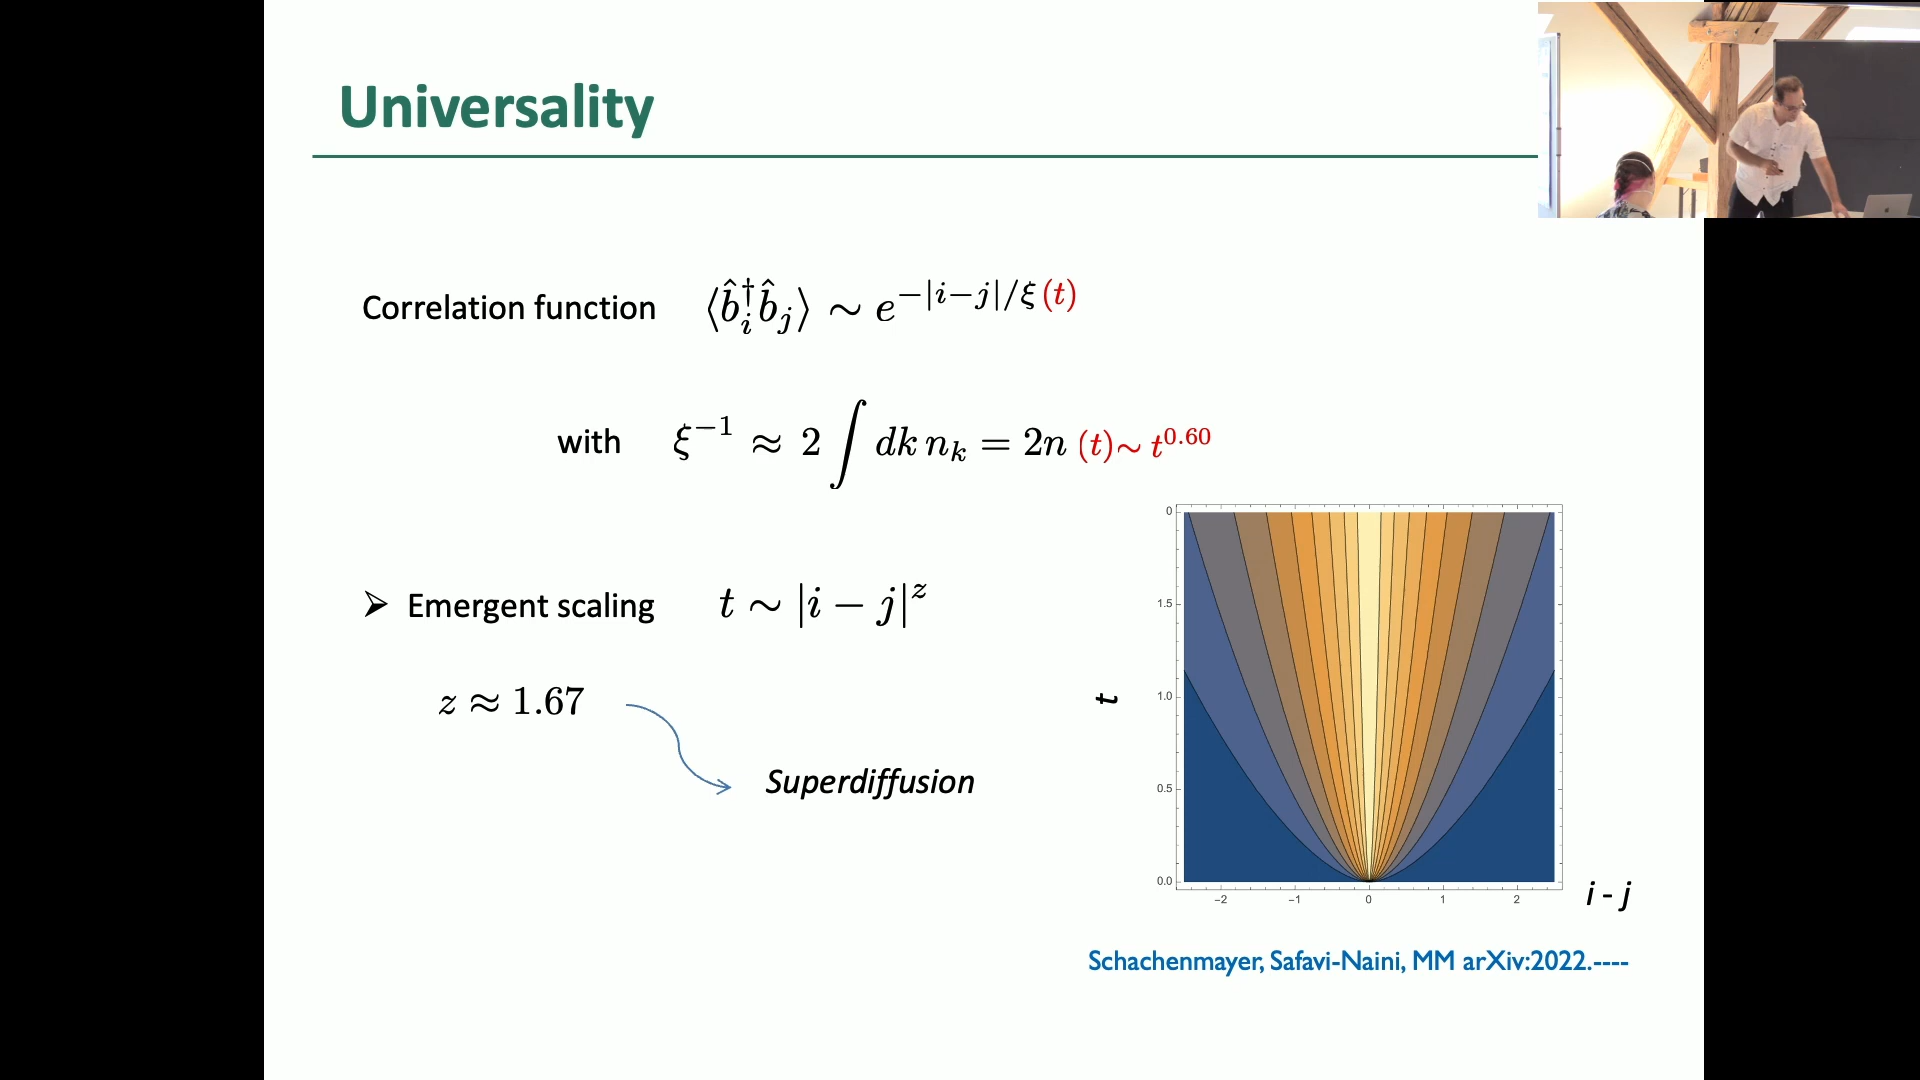 Universality
Correlation function ⟨b̂ᵢ†b̂ⱼ⟩ ∼ e^{−|i−j|/ξ(t)}
with ξ⁻¹ ≈ 2 ∫ dk nₖ = 2n (t)∼ t^{0.60}
➢ Emergent scaling t ∼ |i − j|^z
z ≈ 1.67
Superdiffusion
0
1.5
1.0
0.5
0.0
t
−2 −1 0 1 2
i - j
Schachenmayer, Safavi-Naini, MM arXiv:2022.----